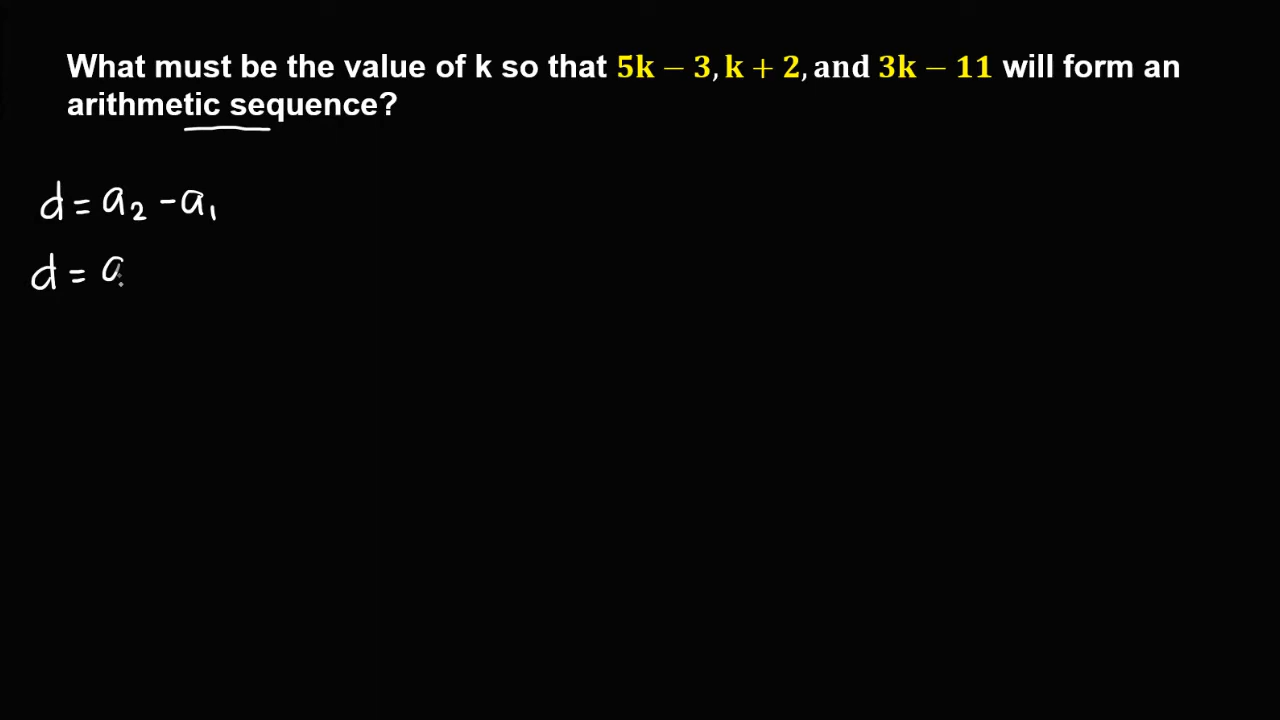 What must be the value of k so that 5k − 3, k + 2, and 3k − 11 will form an
arithmetic sequence?
d = a₂ - a₁
d = a